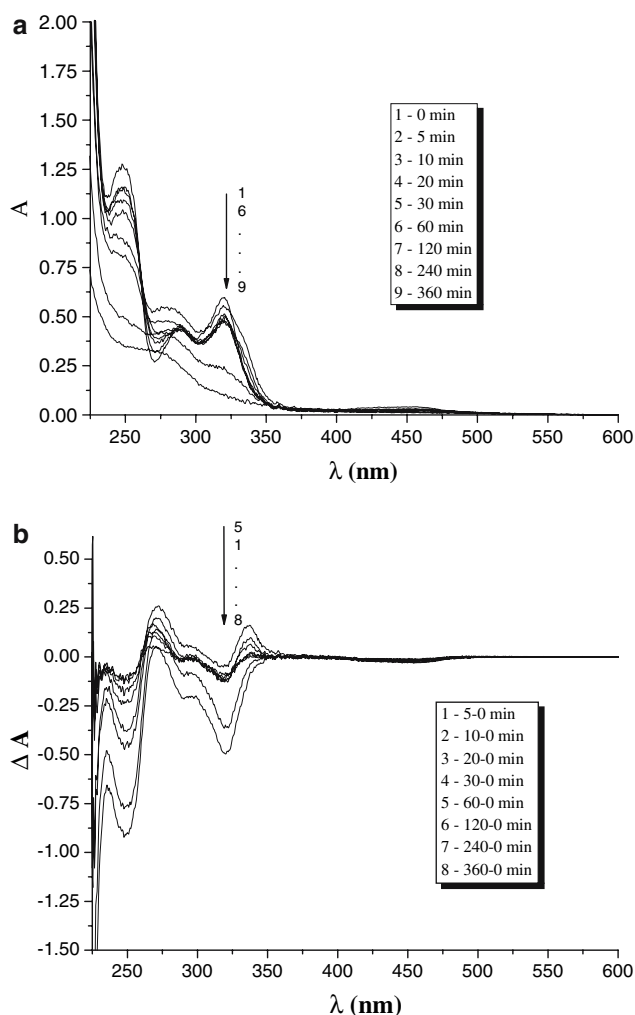 a
2.00
1.75
1.50
1.25
1.00
0.75
0.50
0.25
0.00
A
1
6
.
.
.
9
1 - 0 min
2 - 5 min
3 - 10 min
4 - 20 min
5 - 30 min
6 - 60 min
7 - 120 min
8 - 240 min
9 - 360 min
250 300 350 400 450 500 550 600
λ (nm)
b
0.50
0.25
0.00
-0.25
-0.50
-0.75
-1.00
-1.25
-1.50
Δ A
5
1
.
.
.
8
1 - 5-0 min
2 - 10-0 min
3 - 20-0 min
4 - 30-0 min
5 - 60-0 min
6 - 120-0 min
7 - 240-0 min
8 - 360-0 min
250 300 350 400 450 500 550 600
λ (nm)